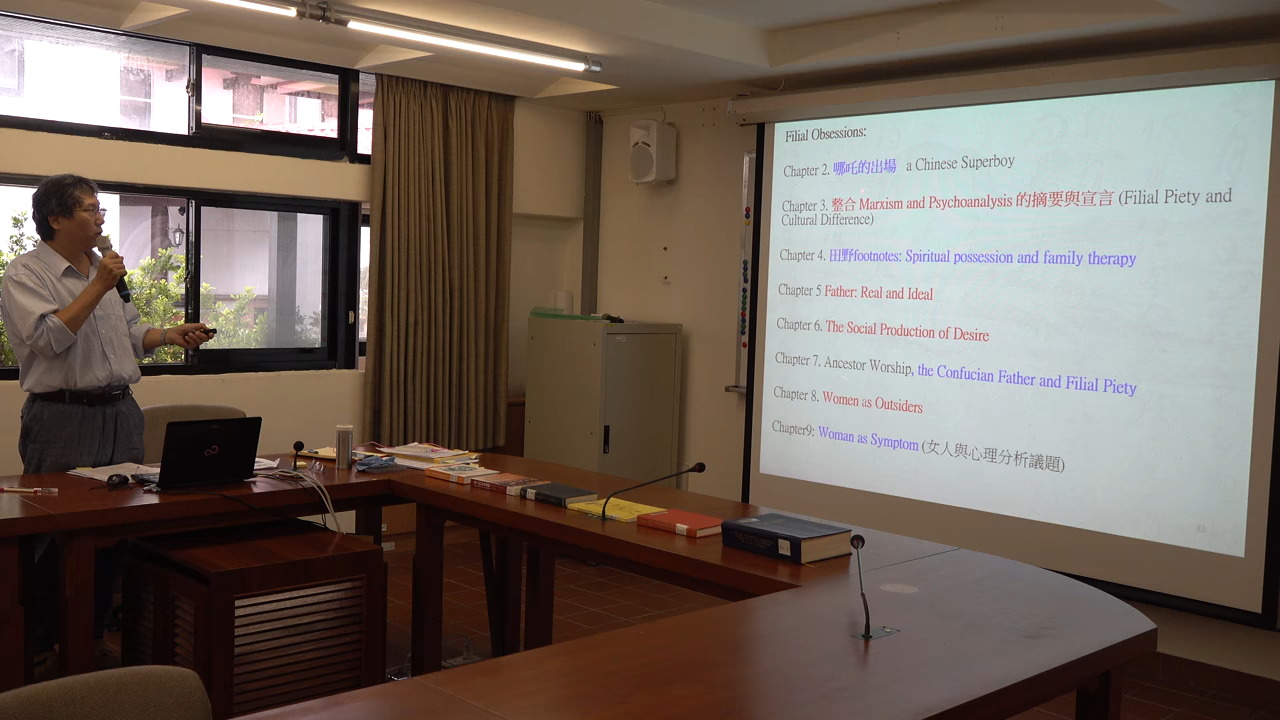 Filial Obsessions:
Chapter 2. 哪吒的出場 a Chinese Superboy
Chapter 3. 整合 Marxism and Psychoanalysis 的摘要與宣言 (Filial Piety and
Cultural Difference)
Chapter 4. 田野footnotes: Spiritual possession and family therapy
Chapter 5 Father: Real and Ideal
Chapter 6. The Social Production of Desire
Chapter 7. Ancestor Worship, the Confucian Father and Filial Piety
Chapter 8. Women as Outsiders
Chapter9: Woman as Symptom (女人與心理分析議題)